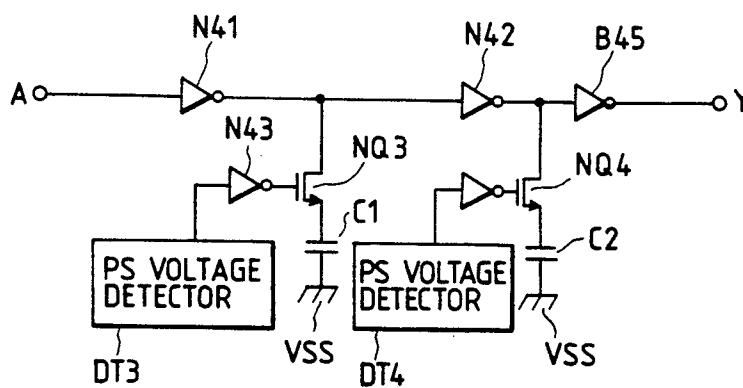 N41
N42
B45
A
Y
N43
NQ3
NQ4
C1
C2
PS VOLTAGE
DETECTOR
PS VOLTAGE
DETECTOR
VSS
VSS
DT3
DT4